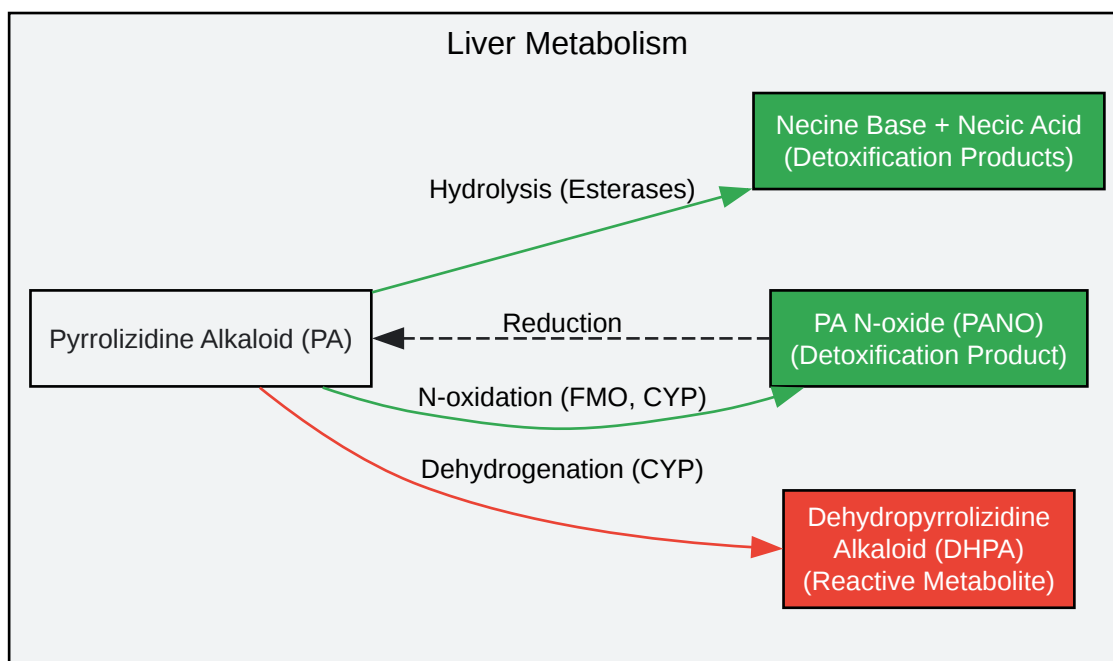 Liver Metabolism
Necine Base + Necic Acid
(Detoxification Products)
Hydrolysis (Esterases)
Pyrrolizidine Alkaloid (PA)
Reduction
PA N-oxide (PANO)
(Detoxification Product)
N-oxidation (FMO, CYP)
Dehydrogenation (CYP)
Dehydropyrrolizidine
Alkaloid (DHPA)
(Reactive Metabolite)